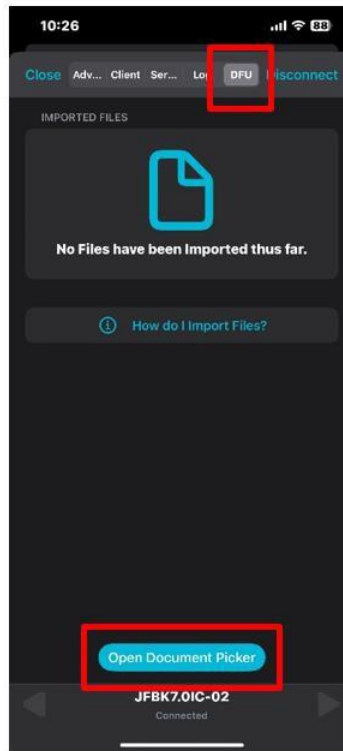 10:26
88
Close Adv... Client Ser... Log DFU Disconnect
IMPORTED FILES
No Files have been Imported thus far.
How do I Import Files?
Open Document Picker
JFBK7.0IC-02
Connected